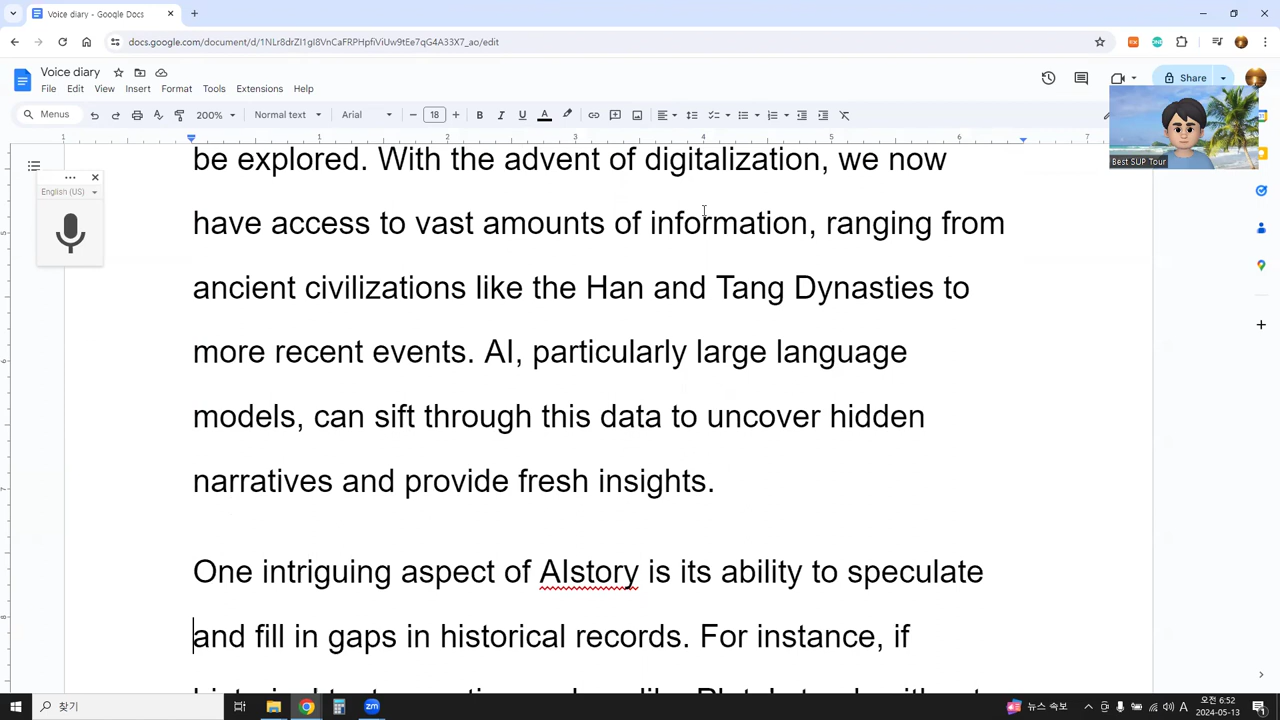 Voice diary - Google Docs
docs.google.com/document/d/1NLr8drZI1gI8VnCaFRPHpfiViUw9tEe7qG4A33X7_ao/edit
Voice diary
File Edit View Insert Format Tools Extensions Help
Share
Menus 200% Normal text Arial 18
Best SUP Tour
English (US)
be explored. With the advent of digitalization, we now
have access to vast amounts of information, ranging from
ancient civilizations like the Han and Tang Dynasties to
more recent events. AI, particularly large language
models, can sift through this data to uncover hidden
narratives and provide fresh insights.
One intriguing aspect of AIstory is its ability to speculate
and fill in gaps in historical records. For instance, if
찾기
뉴스 속보
A
오전 6:52
2024-05-13